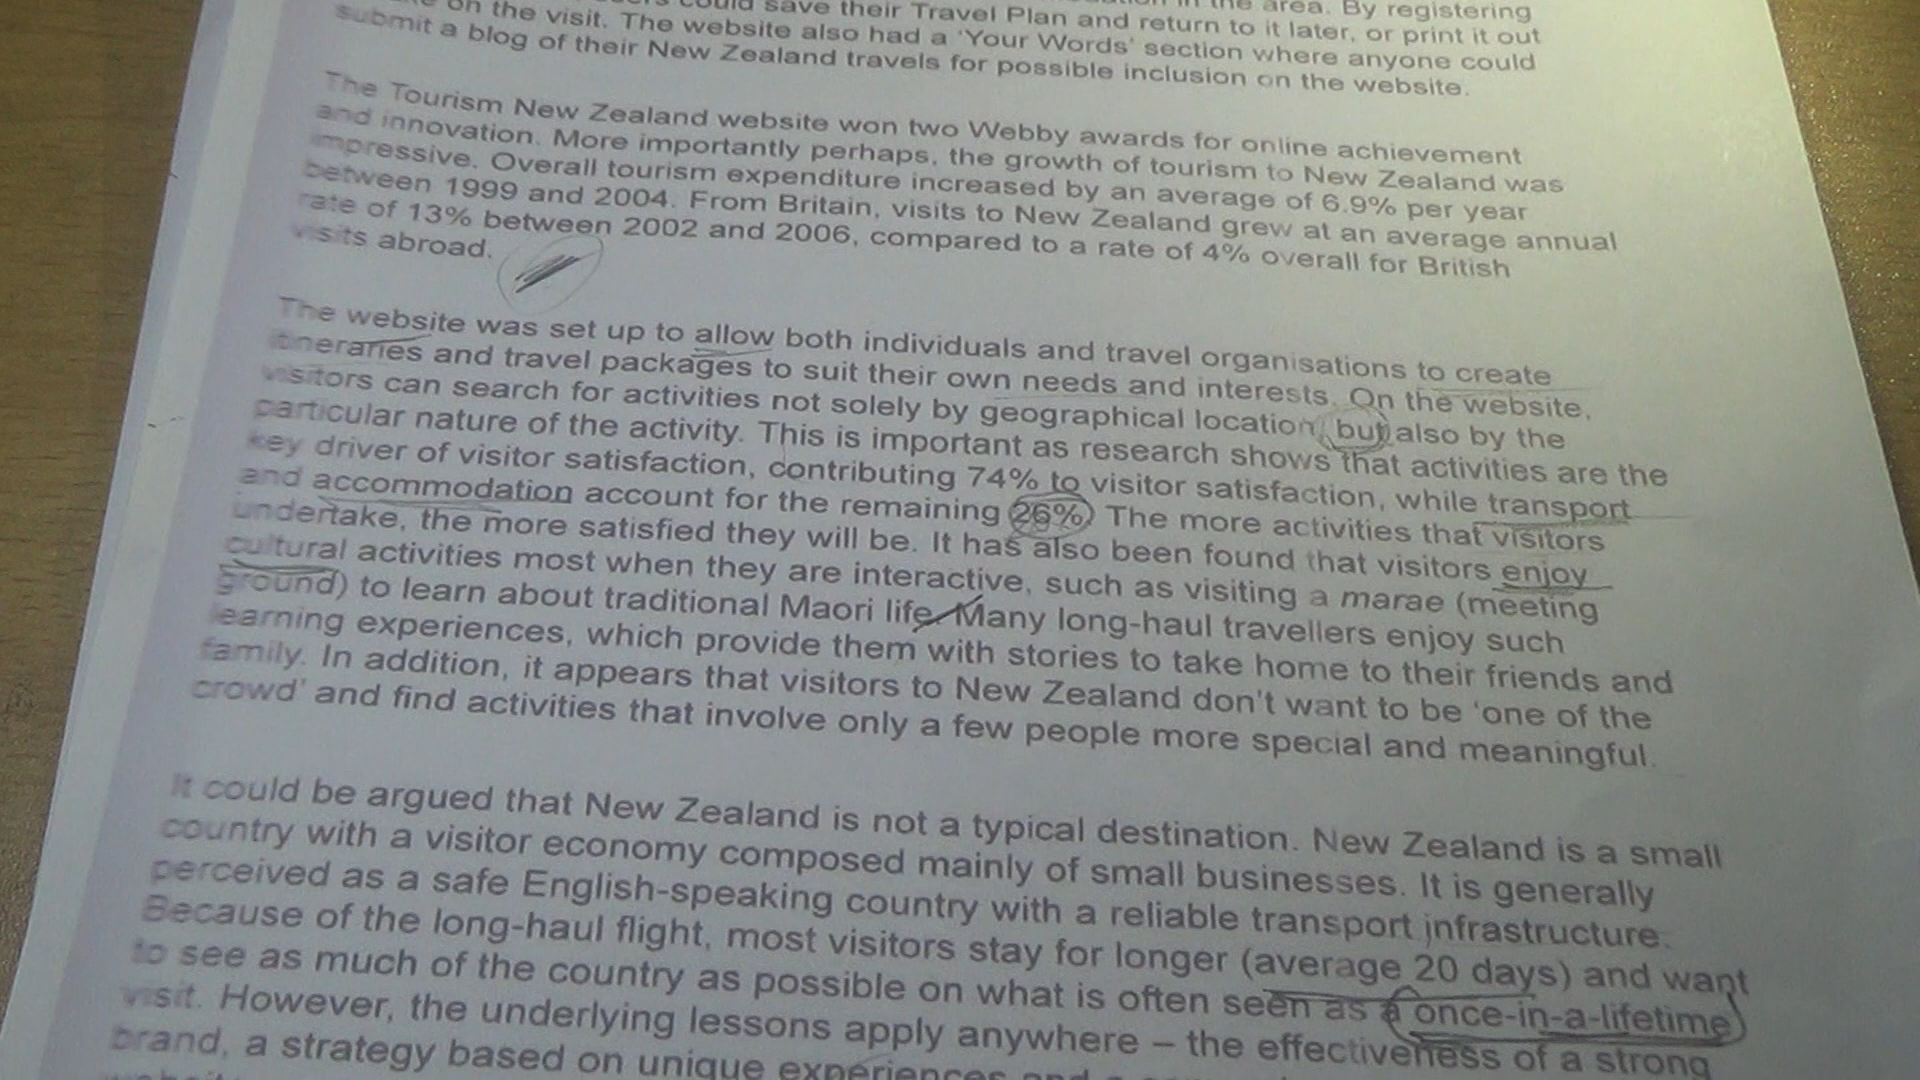 on the visit. The website also had a 'Your Words' section where anyone could
could save their Travel Plan and return to it later, or print it out
the area. By registering
submit a blog of their New Zealand travels for possible inclusion on the website.
The Tourism New Zealand website won two Webby awards for online achievement
and innovation. More importantly perhaps, the growth of tourism to New Zealand was
impressive. Overall tourism expenditure increased by an average of 6.9% per year
between 1999 and 2004. From Britain, visits to New Zealand grew at an average annual
rate of 13% between 2002 and 2006, compared to a rate of 4% overall for British
visits abroad.
The website was set up to allow both individuals and travel organisations to create
itineraries and travel packages to suit their own needs and interests. On the website,
visitors can search for activities not solely by geographical location, but also by the
particular nature of the activity. This is important as research shows that activities are the
key driver of visitor satisfaction, contributing 74% to visitor satisfaction, while transport
and accommodation account for the remaining 26%. The more activities that visitors
undertake, the more satisfied they will be. It has also been found that visitors enjoy
cultural activities most when they are interactive, such as visiting a marae (meeting
ground) to learn about traditional Maori life. Many long-haul travellers enjoy such
learning experiences, which provide them with stories to take home to their friends and
family. In addition, it appears that visitors to New Zealand don't want to be 'one of the
crowd' and find activities that involve only a few people more special and meaningful.
It could be argued that New Zealand is not a typical destination. New Zealand is a small
country with a visitor economy composed mainly of small businesses. It is generally
perceived as a safe English-speaking country with a reliable transport infrastructure.
Because of the long-haul flight, most visitors stay for longer (average 20 days) and want
to see as much of the country as possible on what is often seen as a once-in-a-lifetime
visit. However, the underlying lessons apply anywhere – the effectiveness of a strong
brand, a strategy based on unique experiences and a